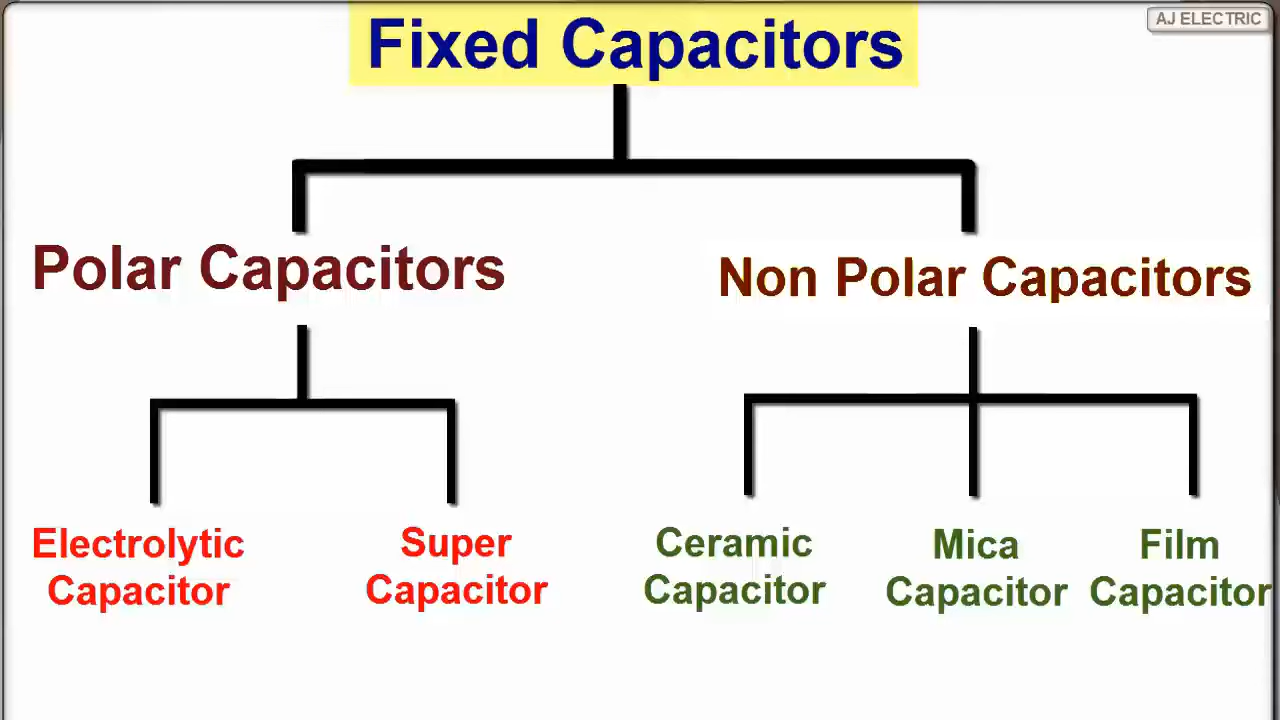 AJ ELECTRIC
Fixed Capacitors
Polar Capacitors
Non Polar Capacitors
Electrolytic
Capacitor
Super
Capacitor
Ceramic
Capacitor
Mica
Capacitor
Film
Capacitor